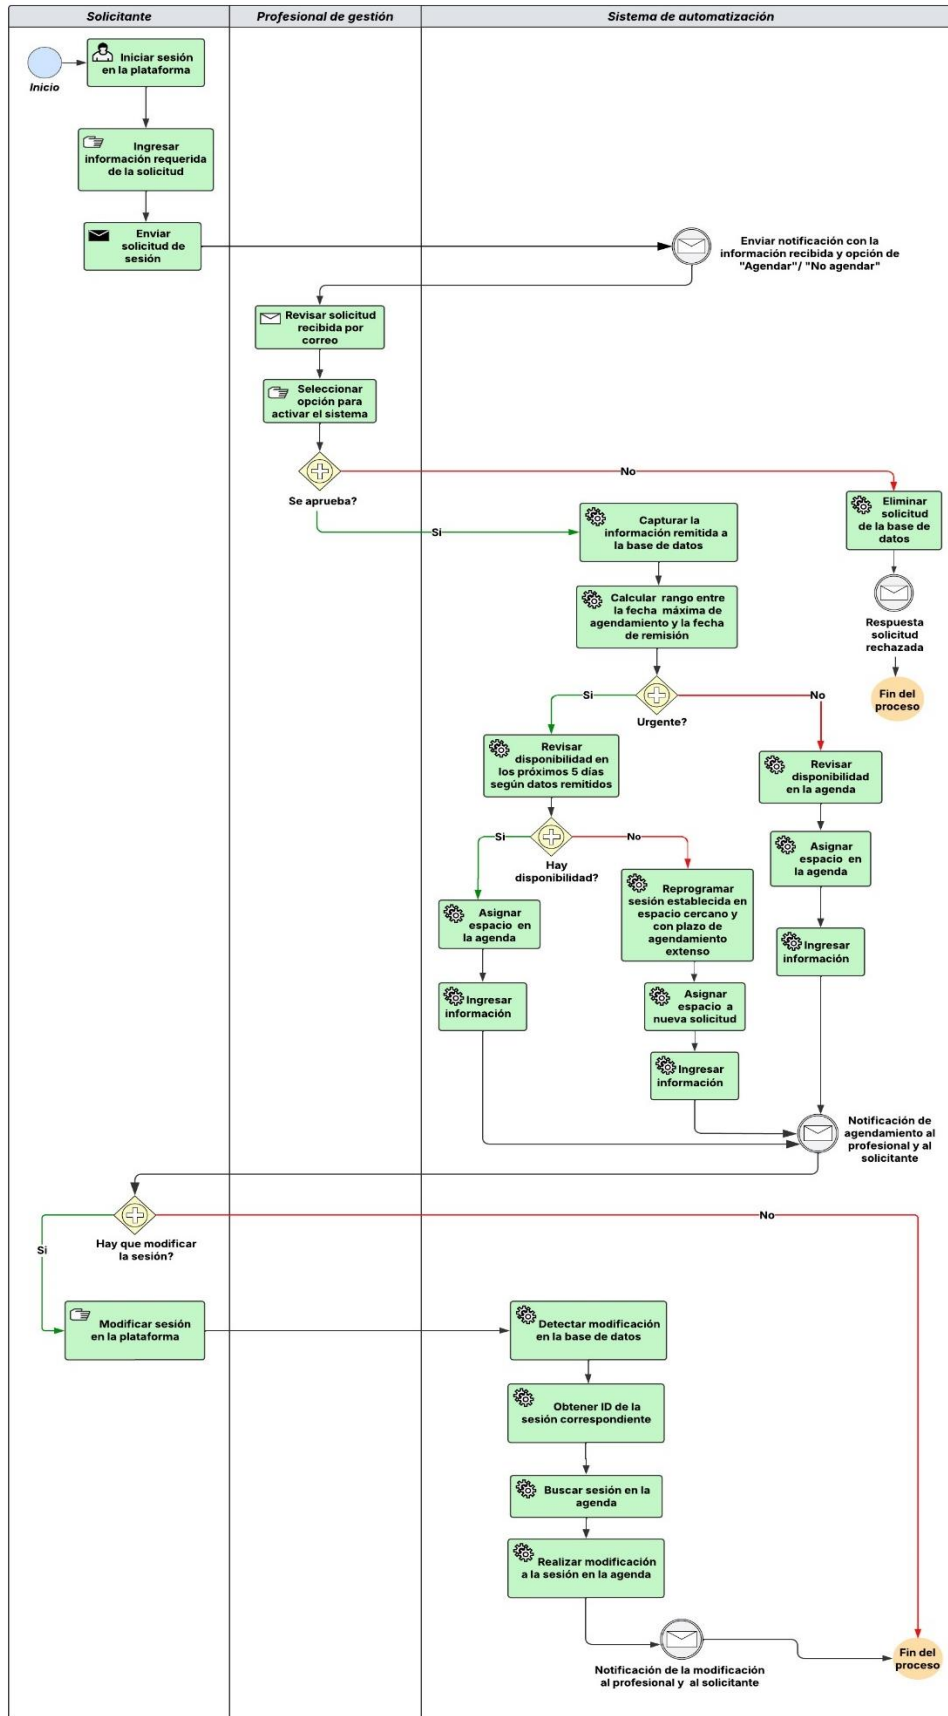 Solicitante
Profesional de gestión
Sistema de automatización
Inicio
Iniciar sesión
en la plataforma
Ingresar
información requerida
de la solicitud
Enviar
solicitud de
sesión
Enviar notificación con la
información recibida y opción de
"Agendar"/ "No agendar"
Revisar solicitud
recibida por
correo
Seleccionar
opción para
activar el sistema
Se aprueba?
No
Si
Eliminar
solicitud
de la base de
datos
Capturar la
información remitida a
la base de datos
Calcular rango entre
la fecha máxima de
agendamiento y la fecha
de remisión
Respuesta
solicitud
rechazada
Fin del
proceso
Si
Urgente?
No
Revisar
disponibilidad en
los próximos 5 días
según datos remitidos
Revisar
disponibilidad
en la agenda
Si
Hay
disponibilidad?
No
Asignar
espacio en
la agenda
Asignar
espacio en
la agenda
Reprogramar
sesión establecida en
espacio cercano y
con plazo de
agendamiento
extenso
Ingresar
información
Ingresar
información
Asignar
espacio a
nueva solicitud
Ingresar
información
Notificación de
agendamiento al
profesional y al
solicitante
Hay que modificar
la sesión?
No
Si
Modificar sesión
en la plataforma
Detectar modificación
en la base de datos
Obtener ID de la
sesión correspondiente
Buscar sesión en la
agenda
Realizar modificación
a la sesión en la agenda
Notificación de la modificación
al profesional y al solicitante
Fin del
proceso